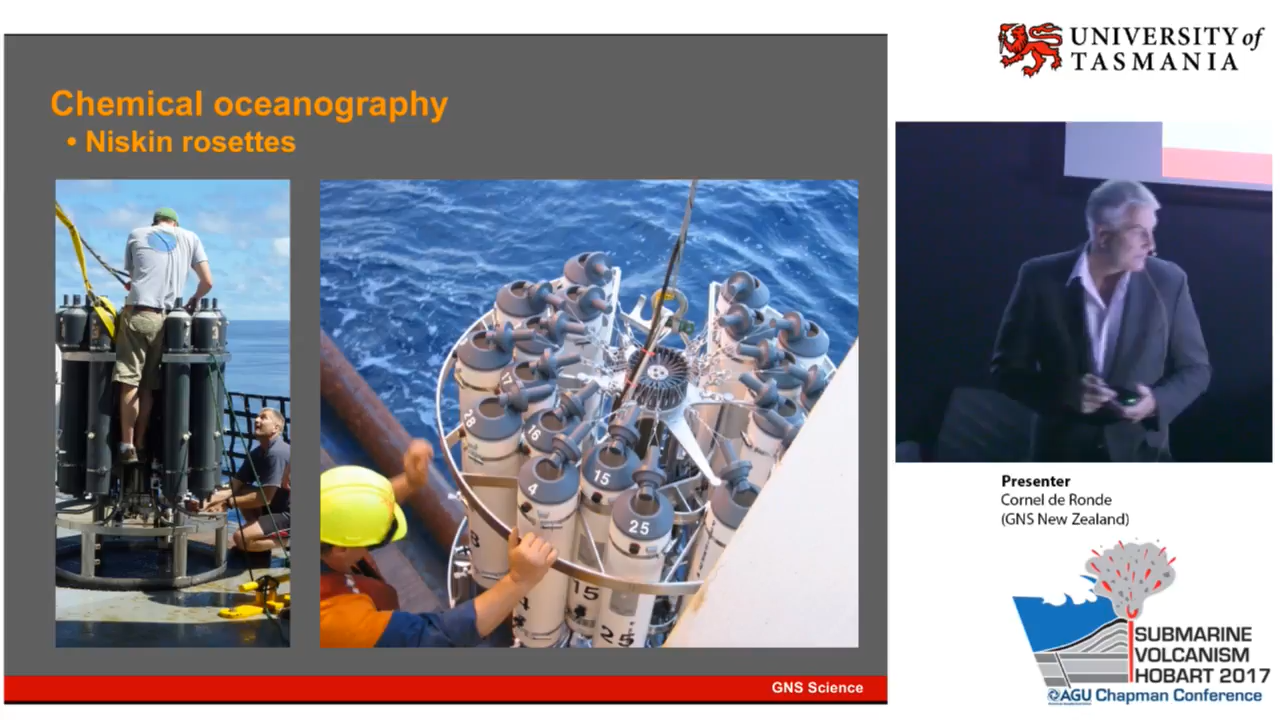 Chemical oceanography
• Niskin rosettes
17
28
16
15
4
25
15
25
GNS Science
UNIVERSITY of
TASMANIA
Presenter
Cornel de Ronde
(GNS New Zealand)
SUBMARINE
VOLCANISM
HOBART 2017
AGU Chapman Conference